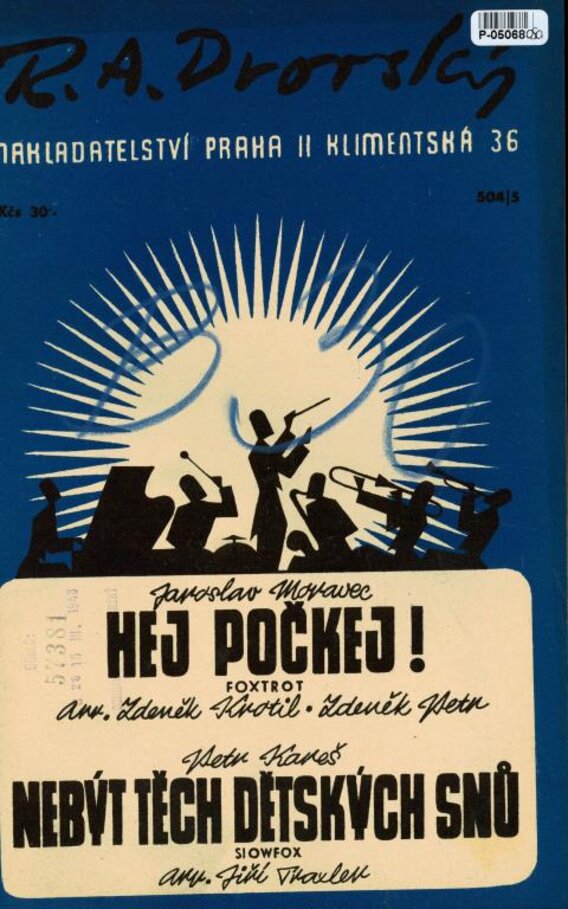 P-05068
R. A. Dvorský
NAKLADATELSTVÍ PRAHA II KLIMENTSKÁ 36
Kčs 30·-
504/5
Jaroslav Moravec
HEJ POČKEJ!
FOXTROT
arr. Zdeněk Krotil • Zdeněk Petr
Petr Kareš
NEBÝT TĚCH DĚTSKÝCH SNŮ
SLOWFOX
arr. Jiří Traxler
57381